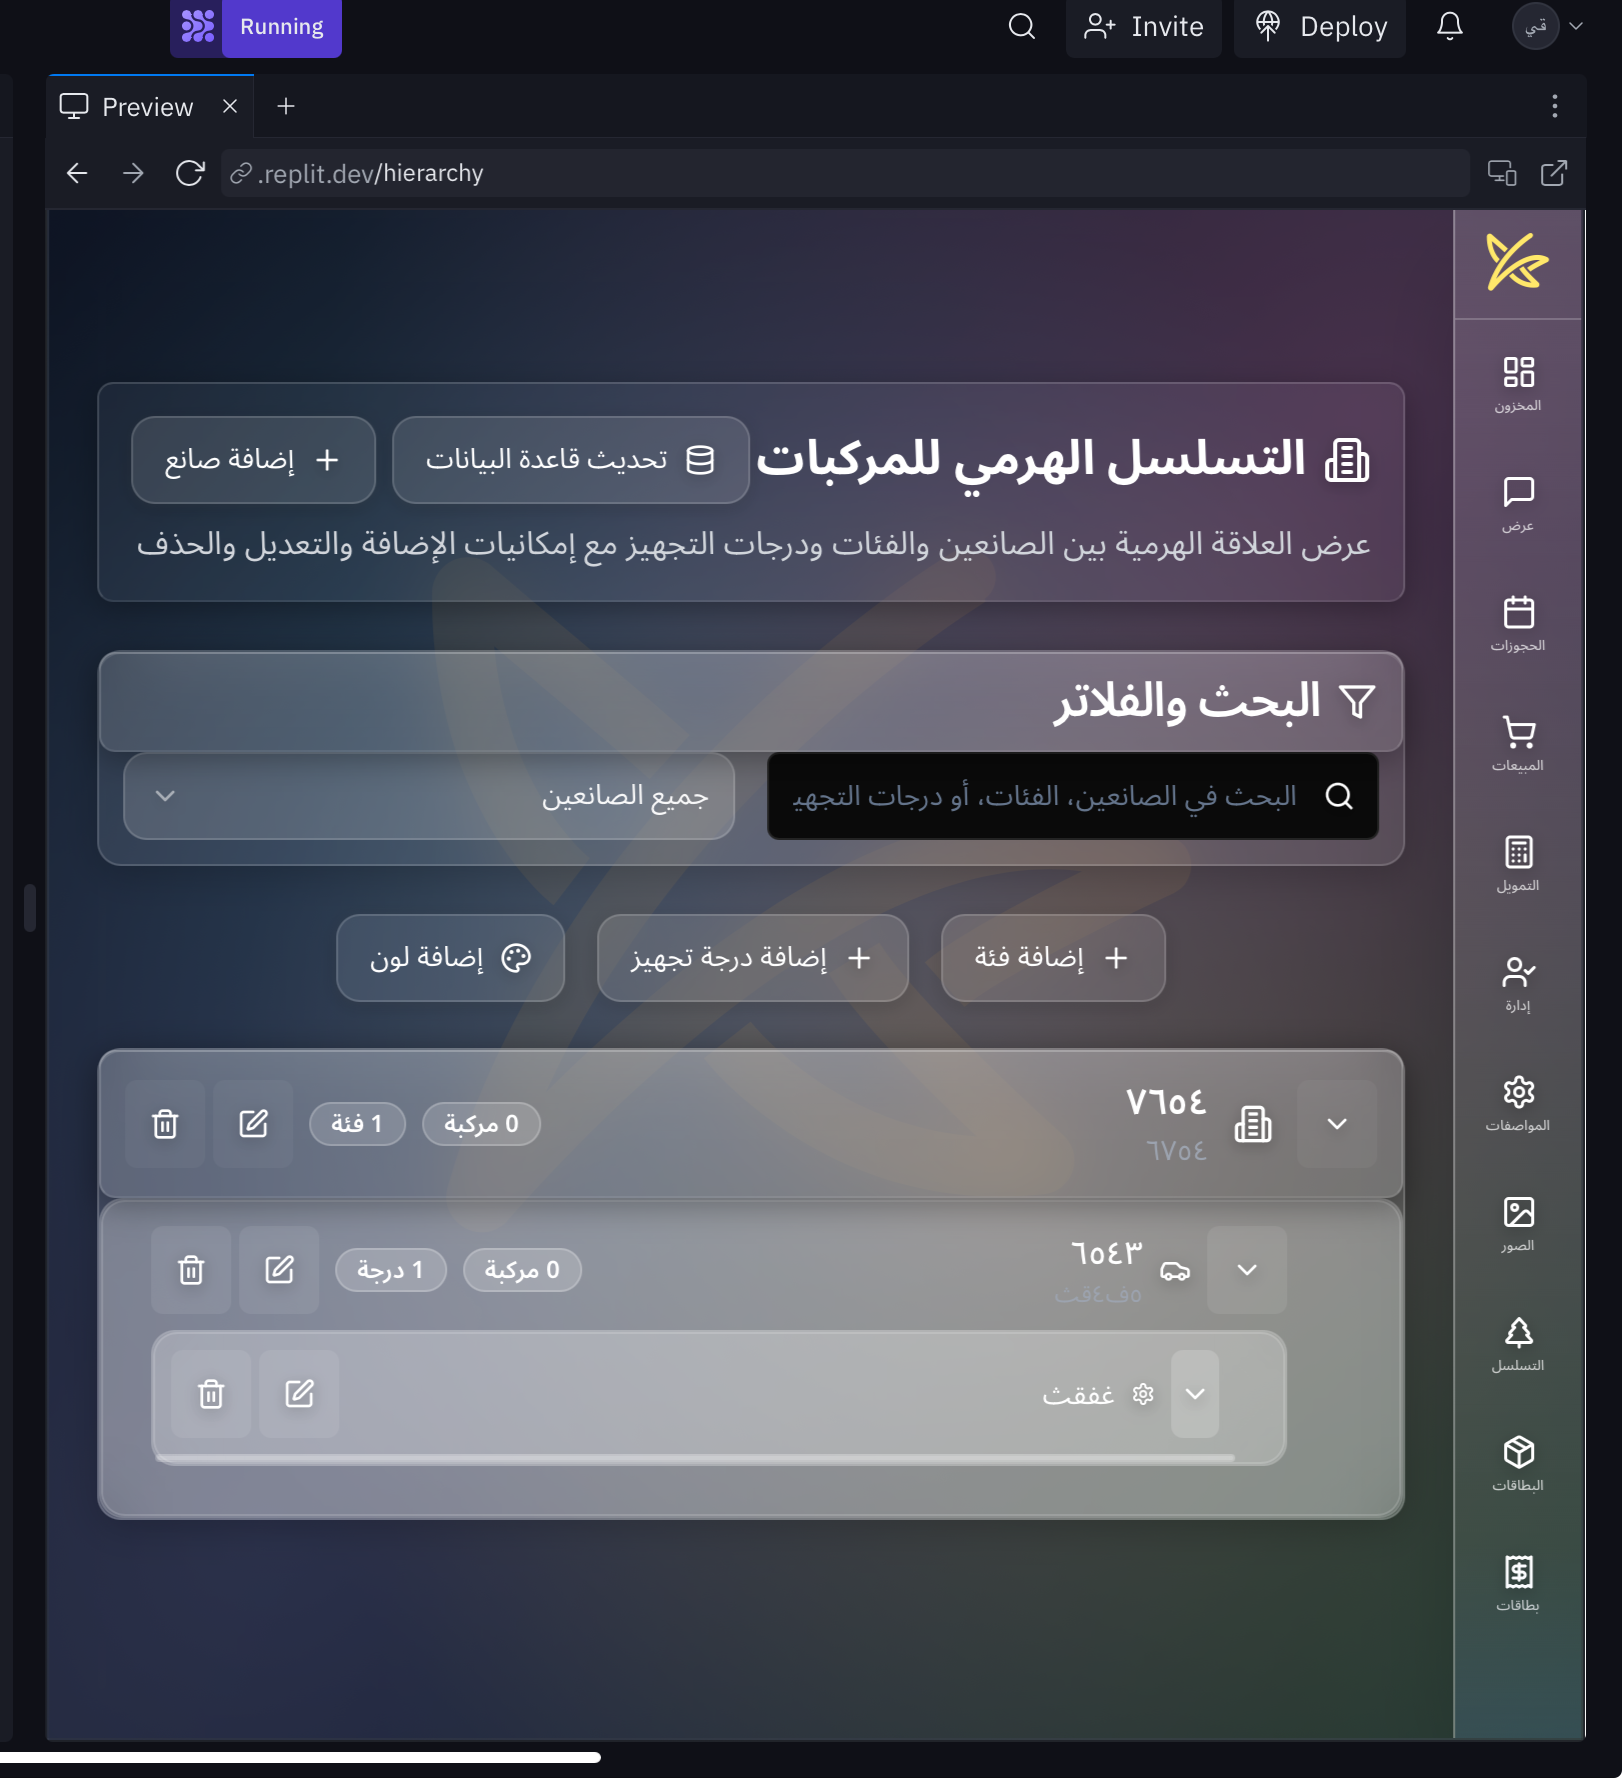 Running
Invite
Deploy
قي
Preview
.replit.dev/hierarchy
المخزون
عرض
الحجوزات
المبيعات
التمويل
إدارة
المواصفات
الصور
التسلسل
البطاقات
بطاقات
التسلسل الهرمي للمركبات
تحديث قاعدة البيانات
إضافة صانع
عرض العلاقة الهرمية بين الصانعين والفئات ودرجات التجهيز مع إمكانيات الإضافة والتعديل والحذف
البحث والفلاتر
البحث في الصانعين، الفئات، أو درجات التجهيز
جميع الصانعين
إضافة فئة
إضافة درجة تجهيز
إضافة لون
٧٦٥٤
٦٧٥٤
0 مركبة
1 فئة
٦٥٤٣
٥ف٤قث
0 مركبة
1 درجة
غفقث